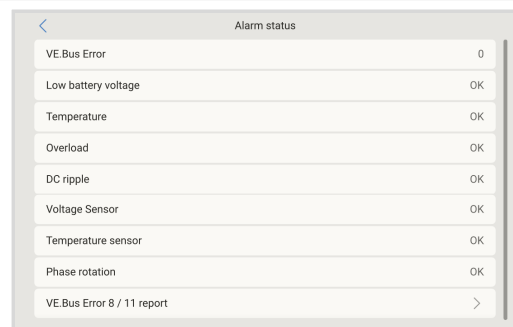 Alarm status
VE.Bus Error 0
Low battery voltage OK
Temperature OK
Overload OK
DC ripple OK
Voltage Sensor OK
Temperature sensor OK
Phase rotation OK
VE.Bus Error 8 / 11 report